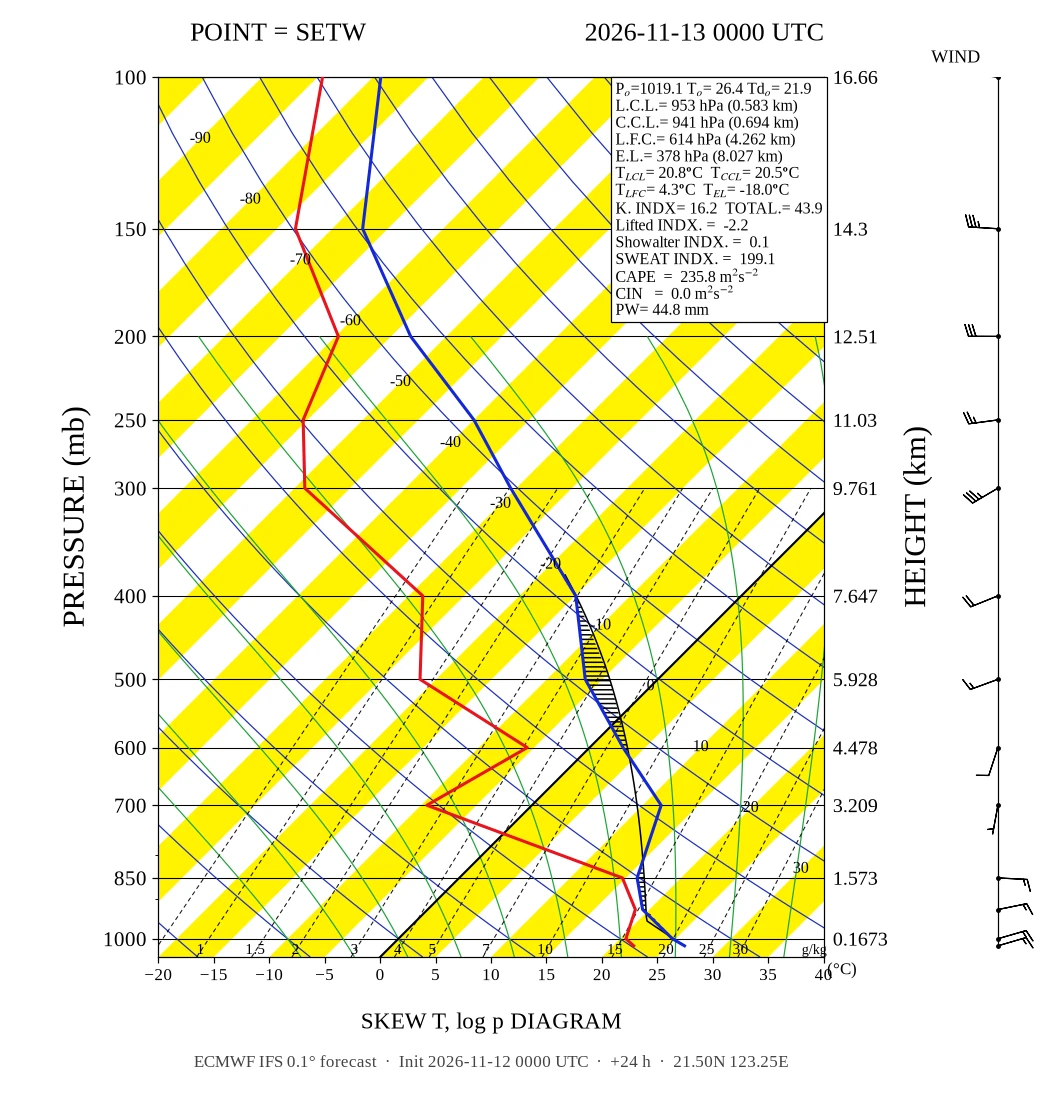 POINT = SETW 2026-11-13 0000 UTC
WIND
100 16.66
Pₒ=1019.1 Tₒ= 26.4 Tdₒ= 21.9
L.C.L.= 953 hPa (0.583 km)
C.C.L.= 941 hPa (0.694 km)
L.F.C.= 614 hPa (4.262 km)
E.L.= 378 hPa (8.027 km)
T_LCL= 20.8°C T_CCL= 20.5°C
T_LFC= 4.3°C T_EL= -18.0°C
K. INDX= 16.2 TOTAL.= 43.9
Lifted INDX. = -2.2
Showalter INDX. = 0.1
SWEAT INDX. = 199.1
CAPE = 235.8 m²s⁻²
CIN = 0.0 m²s⁻²
PW= 44.8 mm
-90
-80
150 14.3
-70
-60
200 12.51
-50
250 11.03
-40
300 9.761
-30
-20
400 7.647
-10
500 5.928
0
600 4.478
10
700 3.209
20
850 1.573
30
1000 0.1673
PRESSURE (mb)
HEIGHT (km)
1 1.5 2 3 4 5 7 10 15 20 25 30 g/kg
−20 −15 −10 −5 0 5 10 15 20 25 30 35 40 (°C)
SKEW T, log p DIAGRAM
ECMWF IFS 0.1° forecast · Init 2026-11-12 0000 UTC · +24 h · 21.50N 123.25E